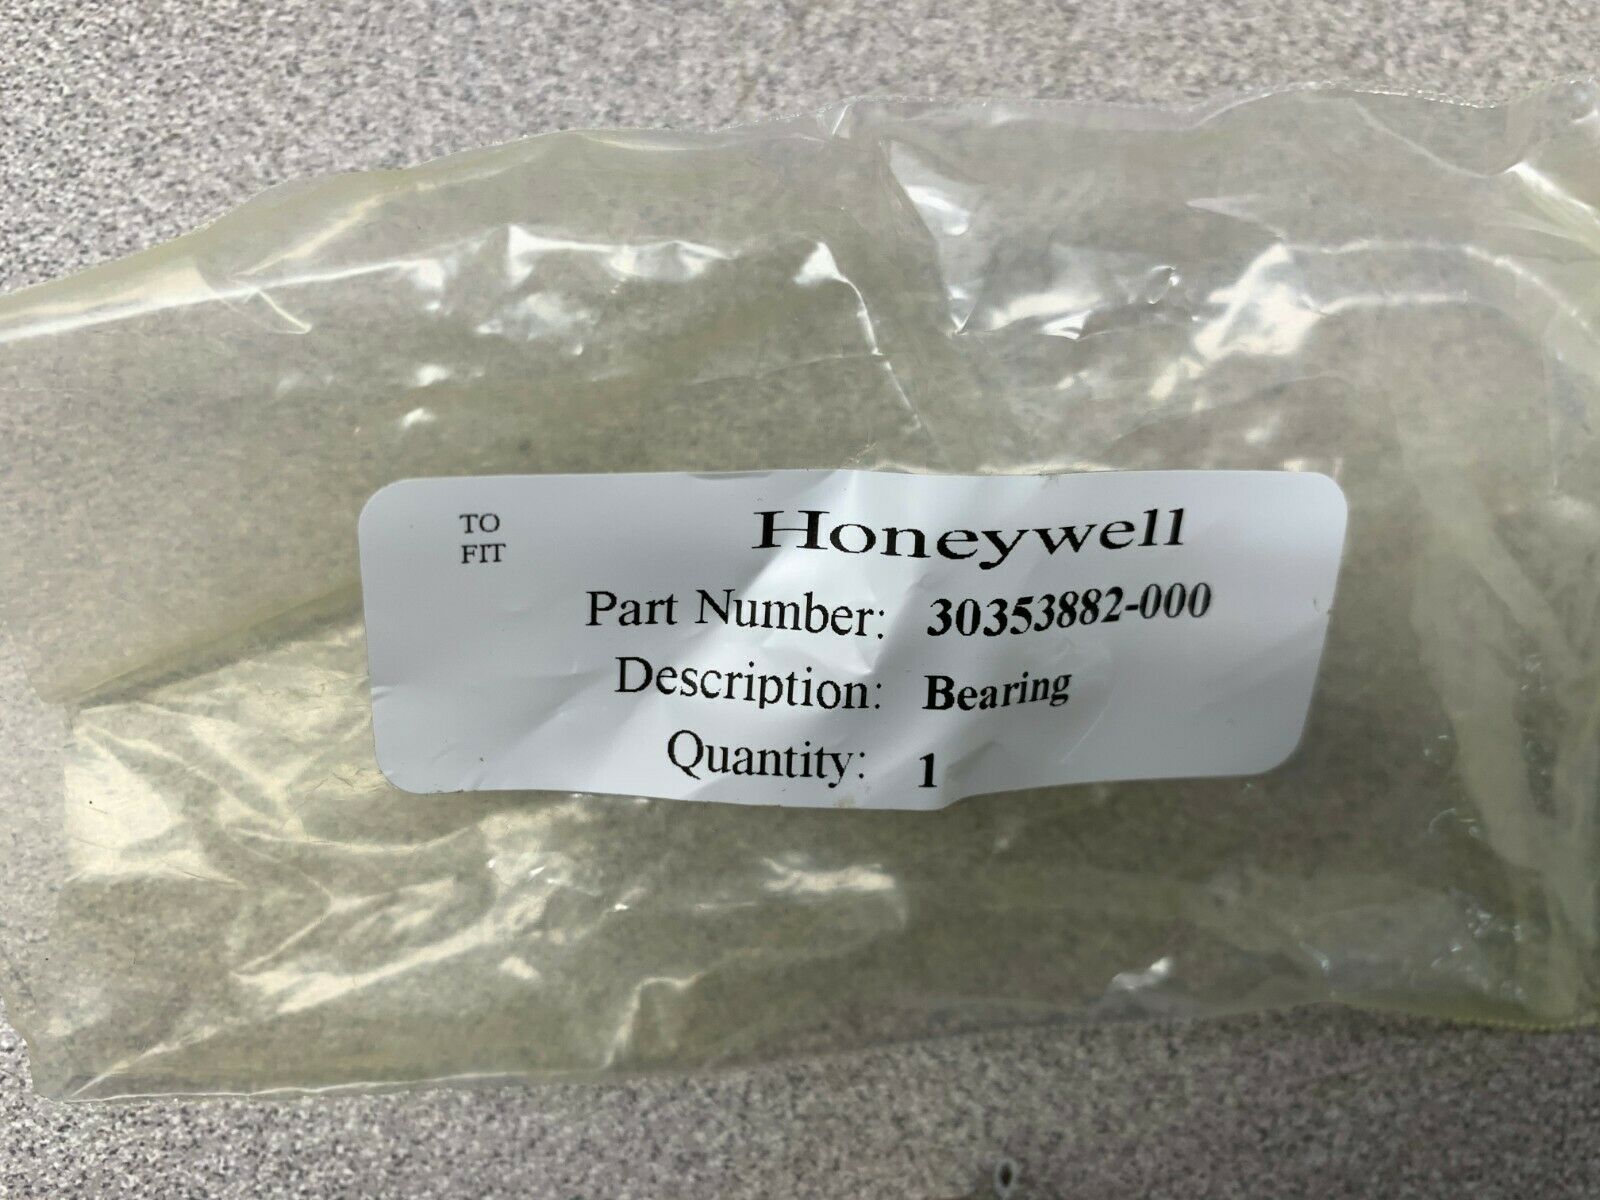 TO
FIT
Honeywell
Part Number: 30353882-000
Description: Bearing
Quantity: 1